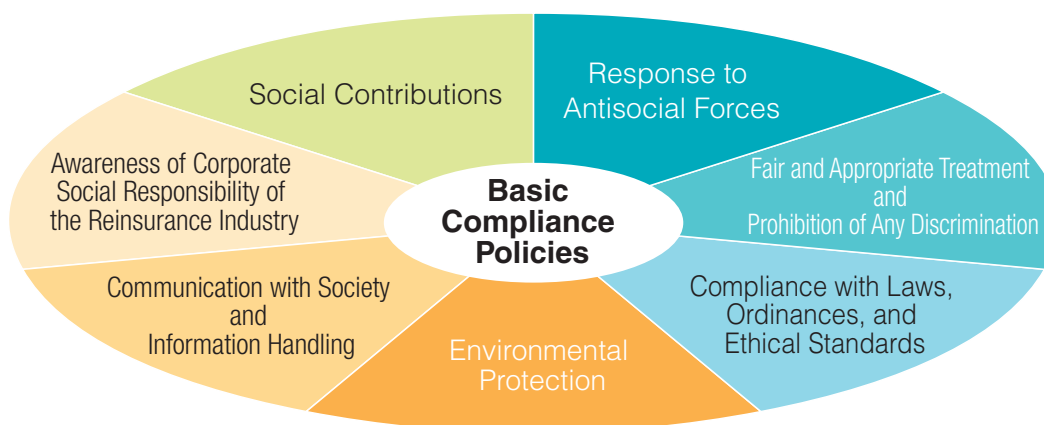 Social Contributions
Response to
Antisocial Forces
Awareness of Corporate
Social Responsibility of
the Reinsurance Industry
Basic
Compliance
Policies
Fair and Appropriate Treatment
and
Prohibition of Any Discrimination
Communication with Society
and
Information Handling
Environmental
Protection
Compliance with Laws,
Ordinances, and
Ethical Standards